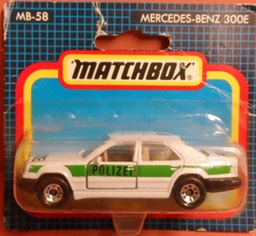 MB-58 MERCEDES-BENZ 300E
MATCHBOX
POLIZEI